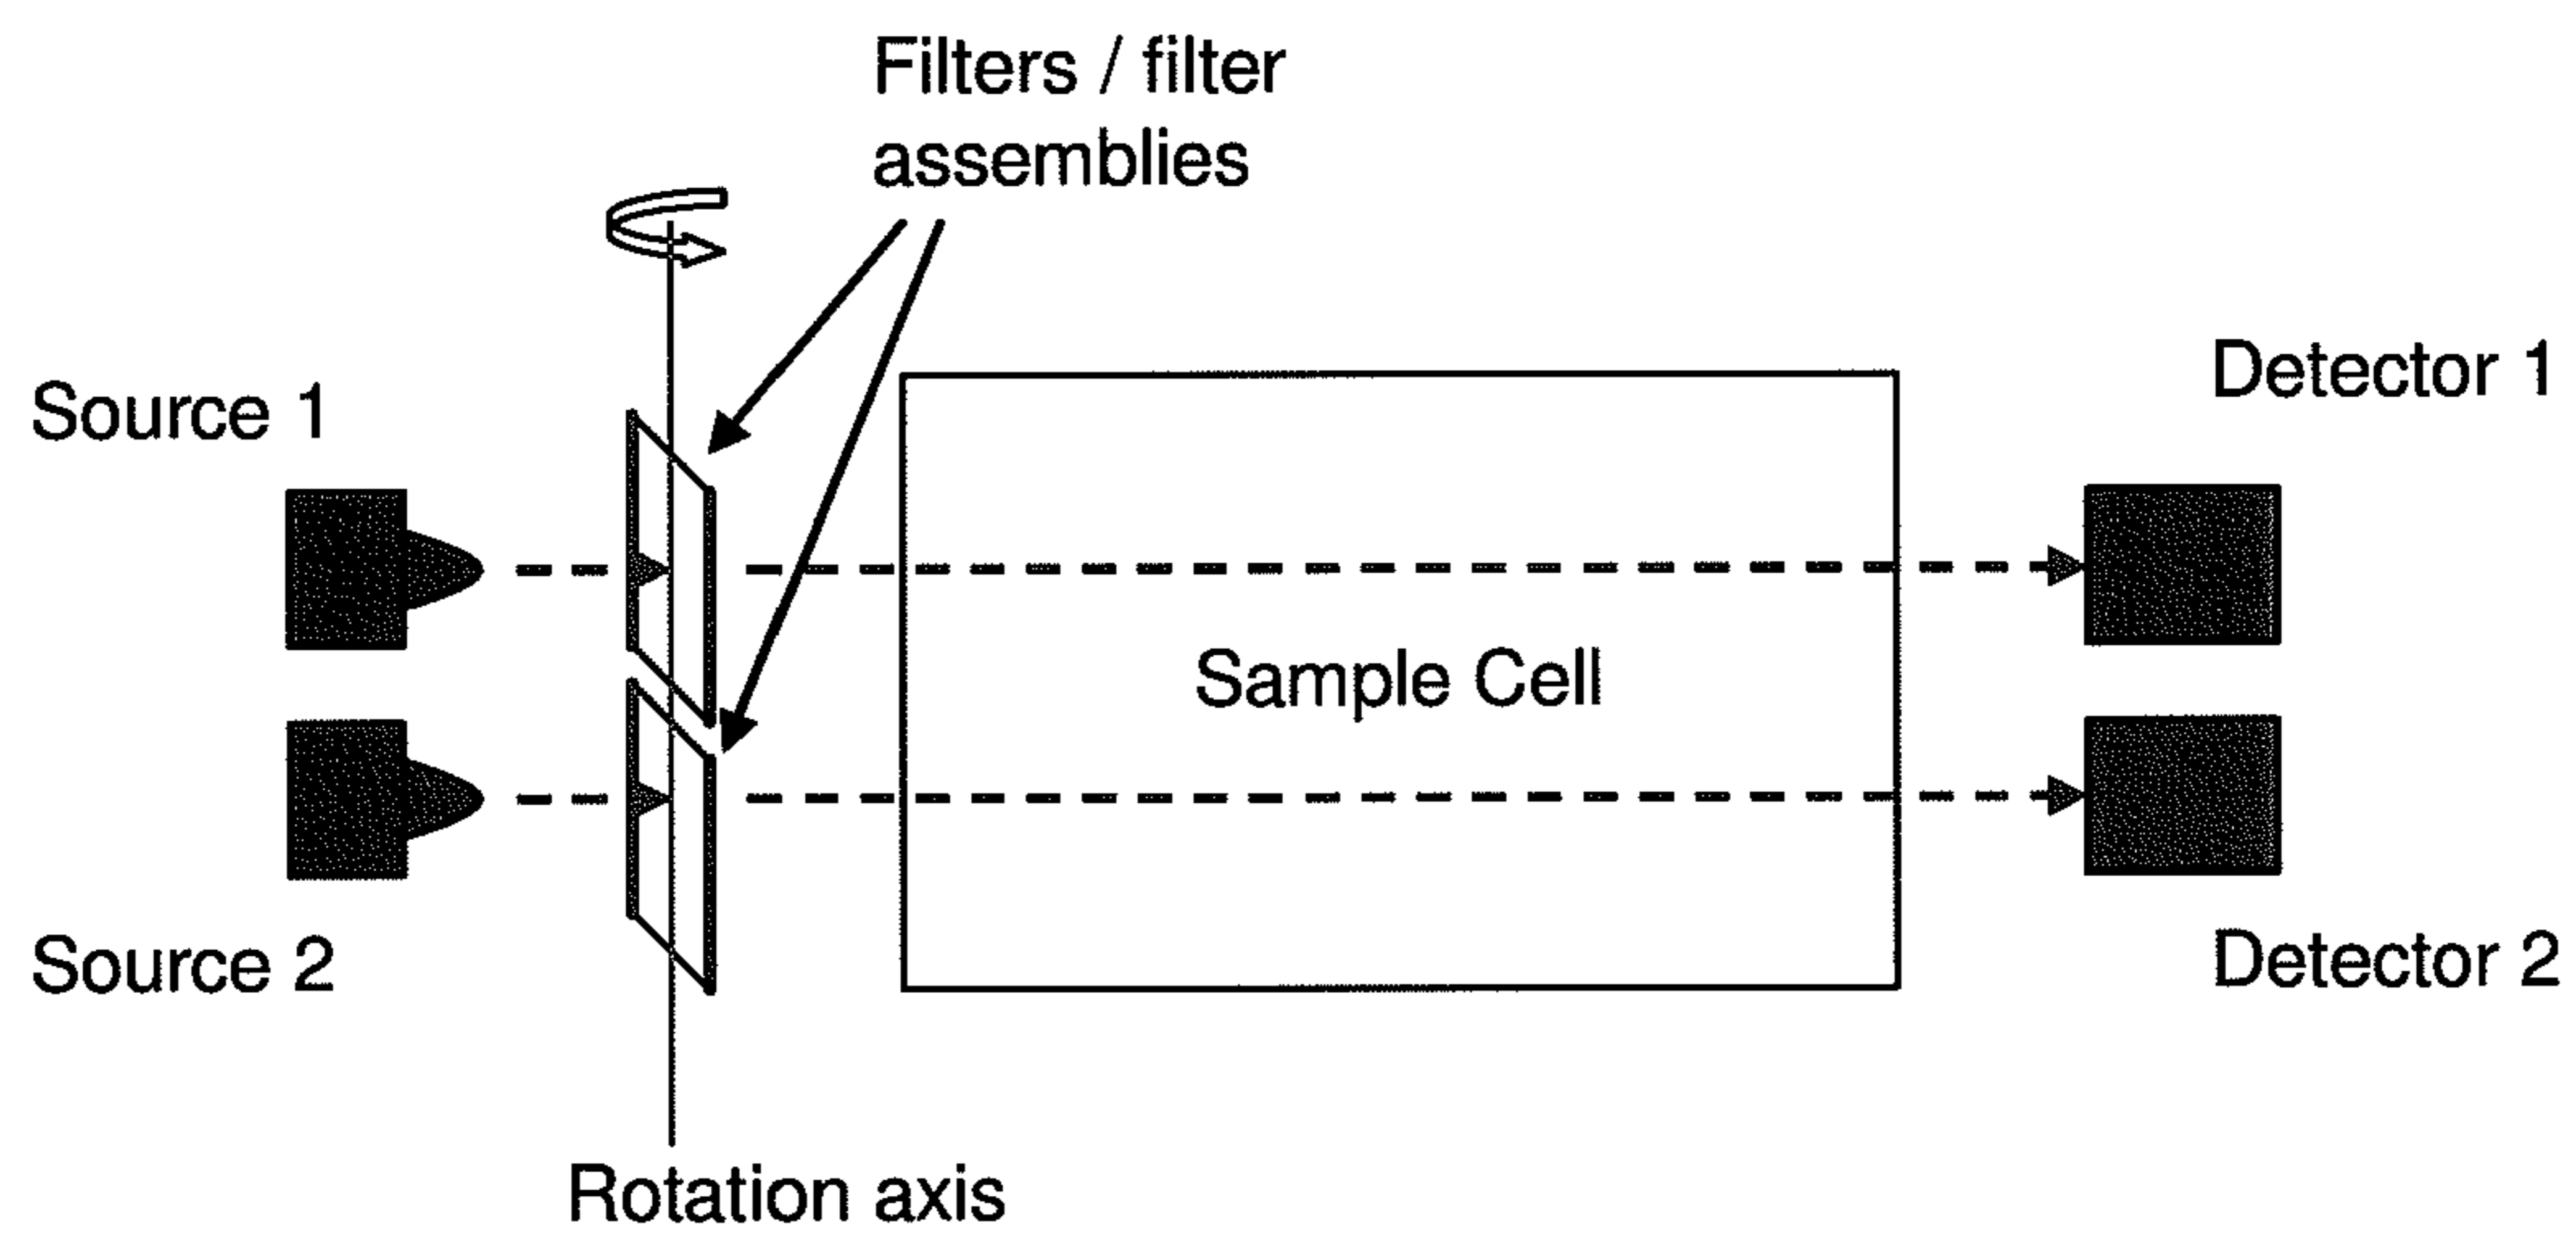 Filters / filter
assemblies
Source 1
Detector 1
Sample Cell
Source 2
Detector 2
Rotation axis